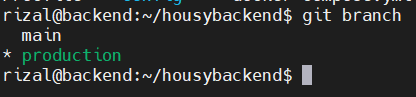 rizal@backend:~/housybackend$ git branch
  main
* production
rizal@backend:~/housybackend$